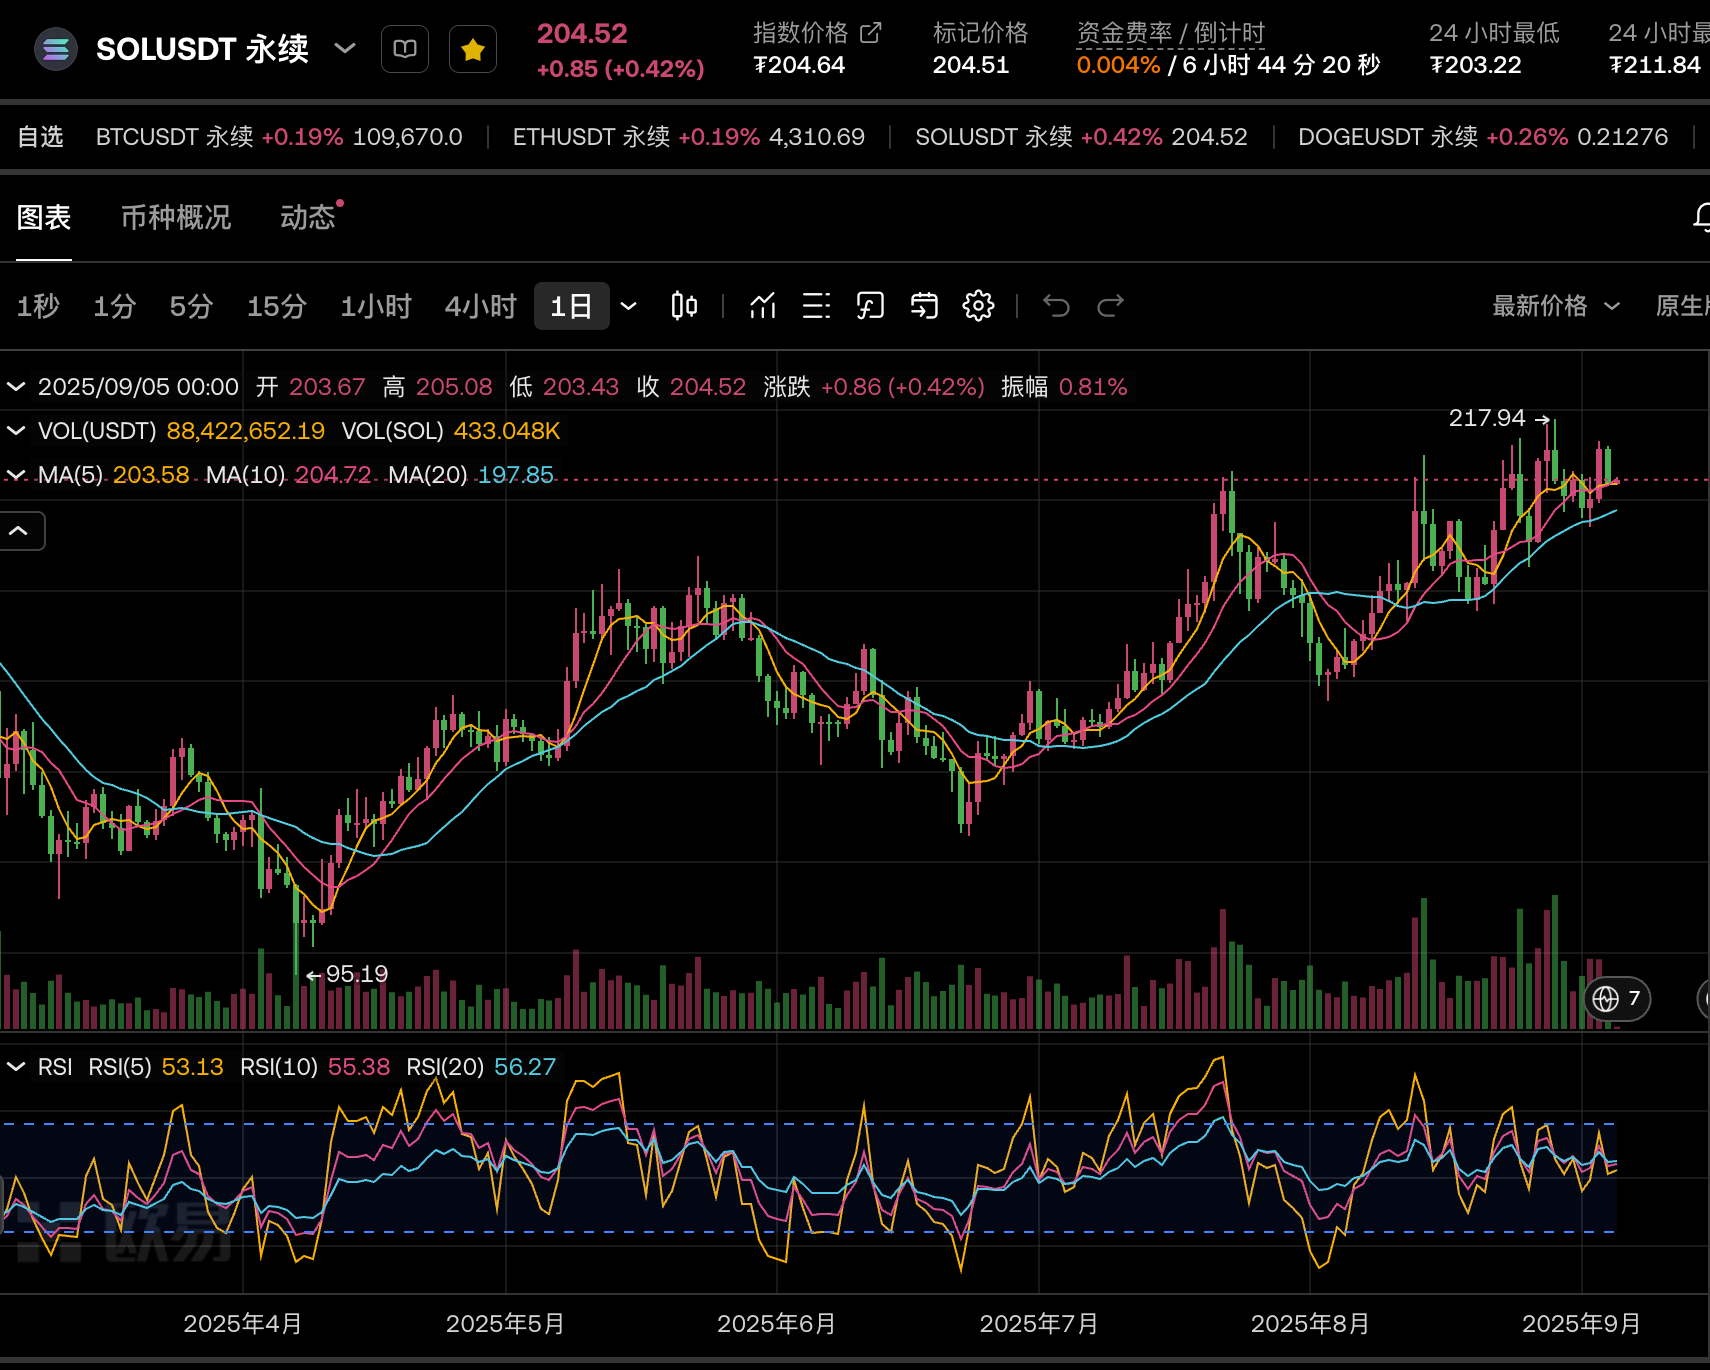 SOLUSDT 永续
204.52
+0.85 (+0.42%)
指数价格
₮204.64
标记价格
204.51
资金费率 / 倒计时
0.004% / 6 小时 44 分 20 秒
24 小时最低
₮203.22
24 小时最
₮211.84
自选 BTCUSDT 永续 +0.19% 109,670.0 ETHUSDT 永续 +0.19% 4,310.69 SOLUSDT 永续 +0.42% 204.52 DOGEUSDT 永续 +0.26% 0.21276
图表 币种概况 动态
1秒 1分 5分 15分 1小时 4小时 1日 最新价格 原生
2025/09/05 00:00 开 203.67 高 205.08 低 203.43 收 204.52 涨跌 +0.86 (+0.42%) 振幅 0.81%
VOL(USDT) 88,422,652.19 VOL(SOL) 433.048K
MA(5) 203.58 MA(10) 204.72 MA(20) 197.85
217.94
95.19
7
RSI RSI(5) 53.13 RSI(10) 55.38 RSI(20) 56.27
欧易
2025年4月 2025年5月 2025年6月 2025年7月 2025年8月 2025年9月